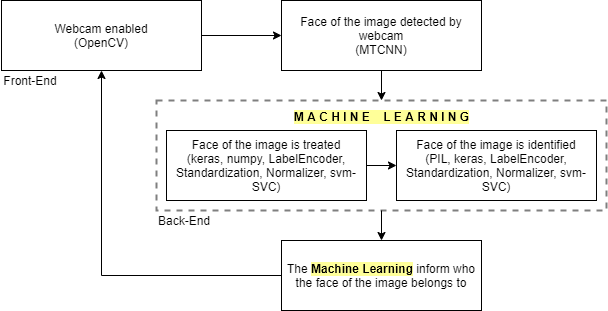 Webcam enabled
(OpenCV)
Face of the image detected by
webcam
(MTCNN)
Front-End
MACHINE LEARNING
Face of the image is treated
(keras, numpy, LabelEncoder,
Standardization, Normalizer, svm-
SVC)
Face of the image is identified
(PIL, keras, LabelEncoder,
Standardization, Normalizer, svm-
SVC)
Back-End
The Machine Learning inform who
the face of the image belongs to